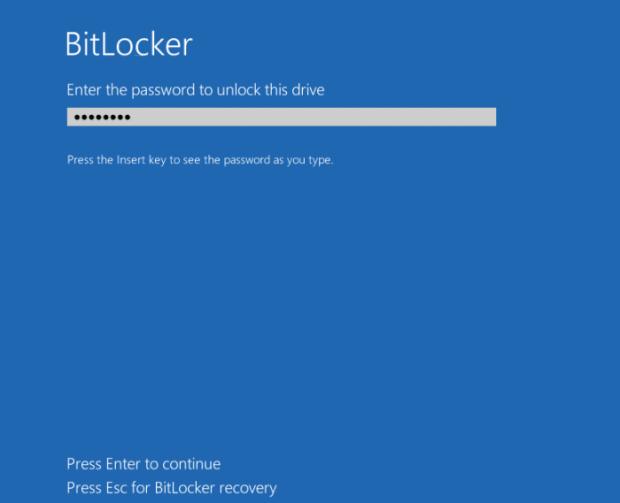 BitLocker
Enter the password to unlock this drive
••••••••
Press the Insert key to see the password as you type.
Press Enter to continue
Press Esc for BitLocker recovery